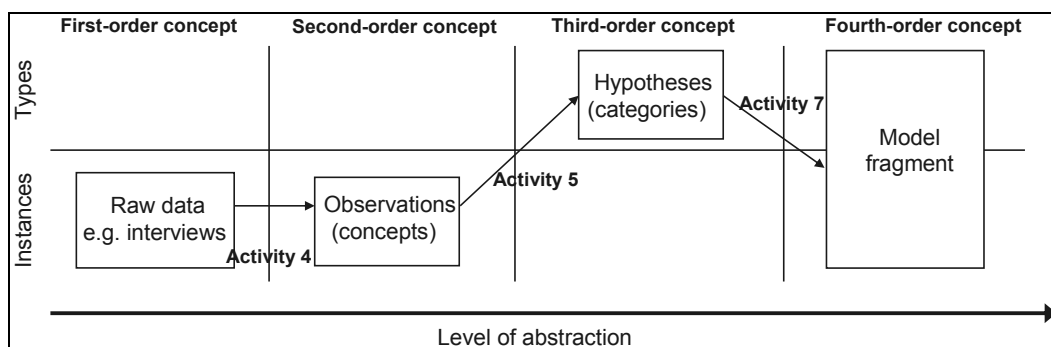 First-order concept
Second-order concept
Third-order concept
Fourth-order concept
Types
Hypotheses
(categories)
Activity 7
Model
fragment
Instances
Raw data
e.g. interviews
Activity 4
Observations
(concepts)
Activity 5
Level of abstraction